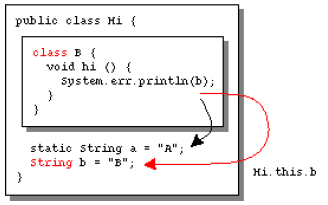 public class Hi {
class B {
void hi () {
System.err.println(b);
}
}
static String a = "A";
String b = "B";
Hi.this.b
}